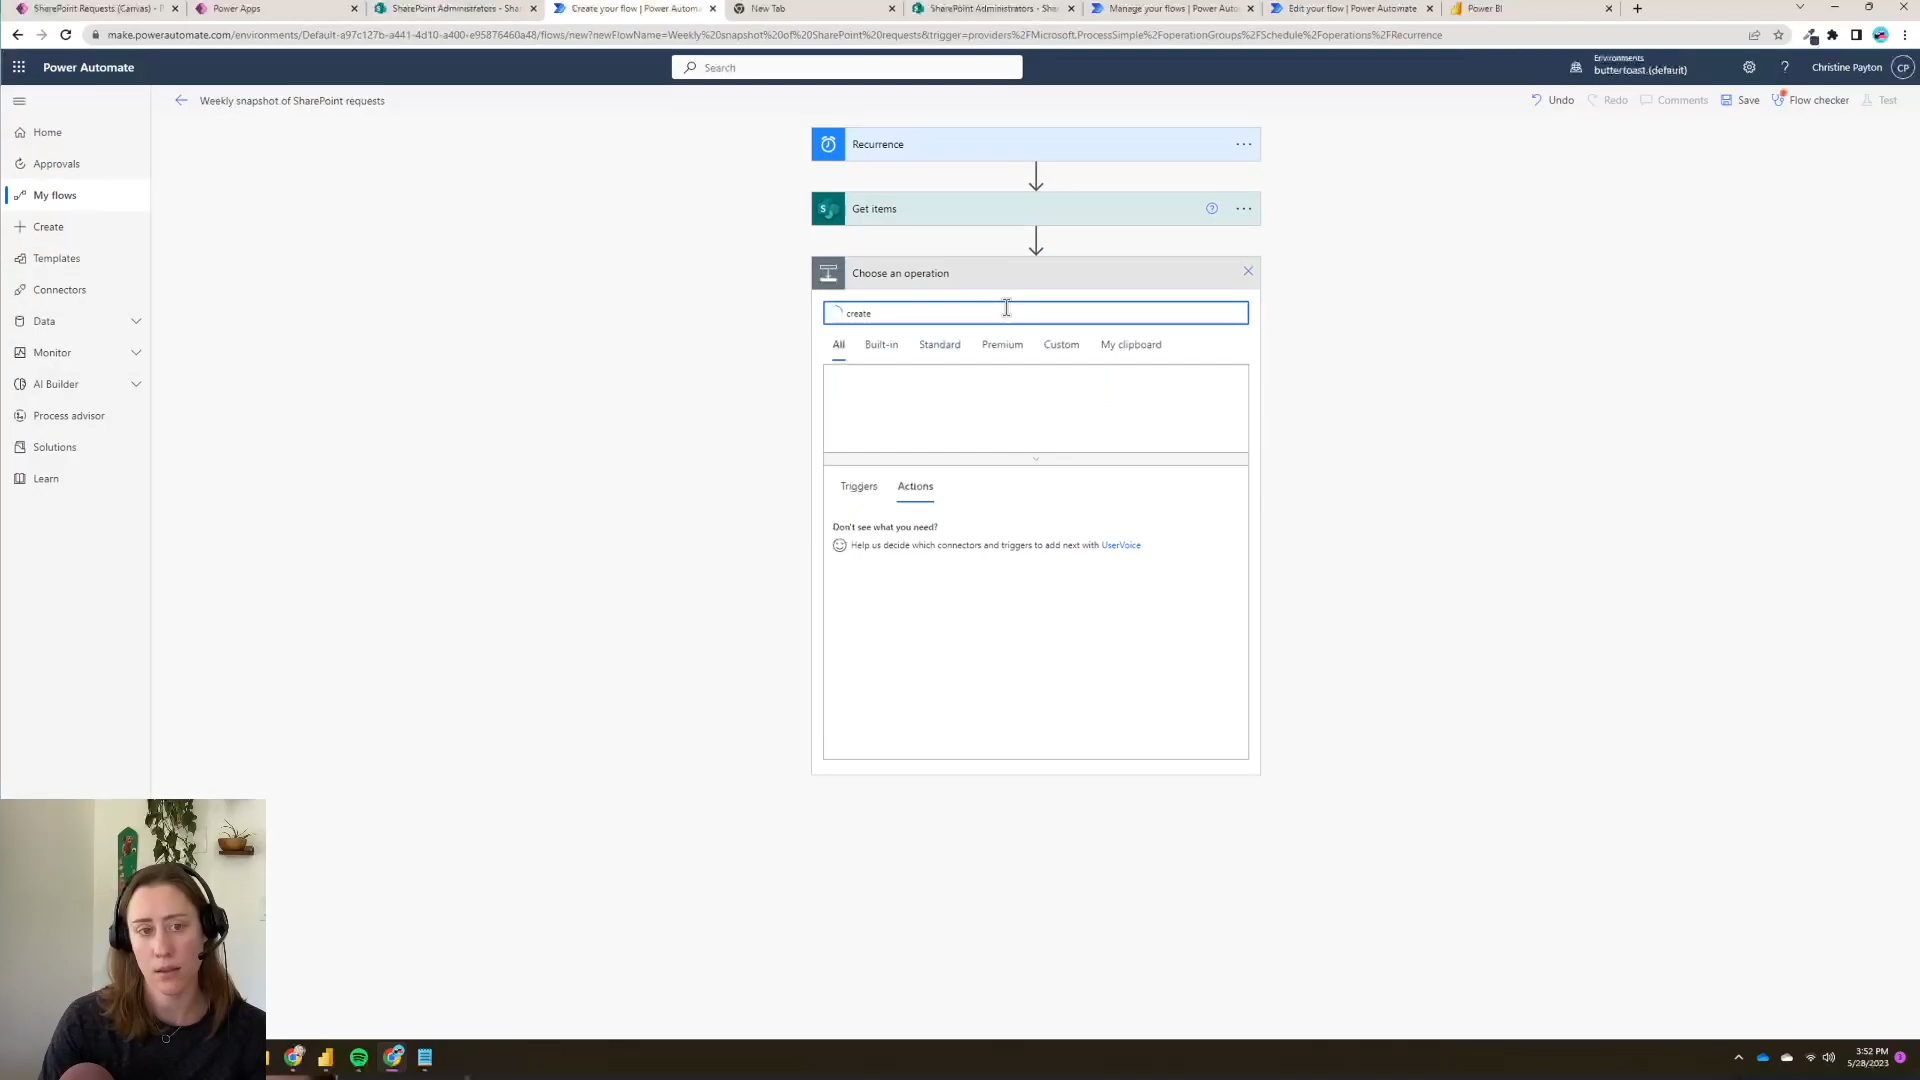 SharePoint Requests (Canvas) -
Power Apps
SharePoint Administrators - Sha
Create your flow | Power Autom
New Tab
SharePoint Administrators - She
Manage your flows | Power Aut
Edit your flow | Power Automate
Power BI
make.powerautomate.com/environments/Default-a97c127b-a441-4d10-a400-e95876460a48/flows/new?newFlowName=Weekly%20snapshot%20of%20SharePoint%20requests&trigger=providers%2FMicrosoft.ProcessSimple%2FoperationGroups%2FSchedule%2Foperations%2FRecurrence
Power Automate
Search
Environments
buttertoast (default)
?
Christine Payton
CP
Weekly snapshot of SharePoint requests
Undo
Redo
Comments
Save
Flow checker
Test
Home
Approvals
My flows
Create
Templates
Connectors
Data
Monitor
AI Builder
Process advisor
Solutions
Learn
Recurrence
Get items
Choose an operation
create
All
Built-in
Standard
Premium
Custom
My clipboard
Triggers
Actions
Don't see what you need?
Help us decide which connectors and triggers to add next with UserVoice
3:52 PM
5/28/2023
3